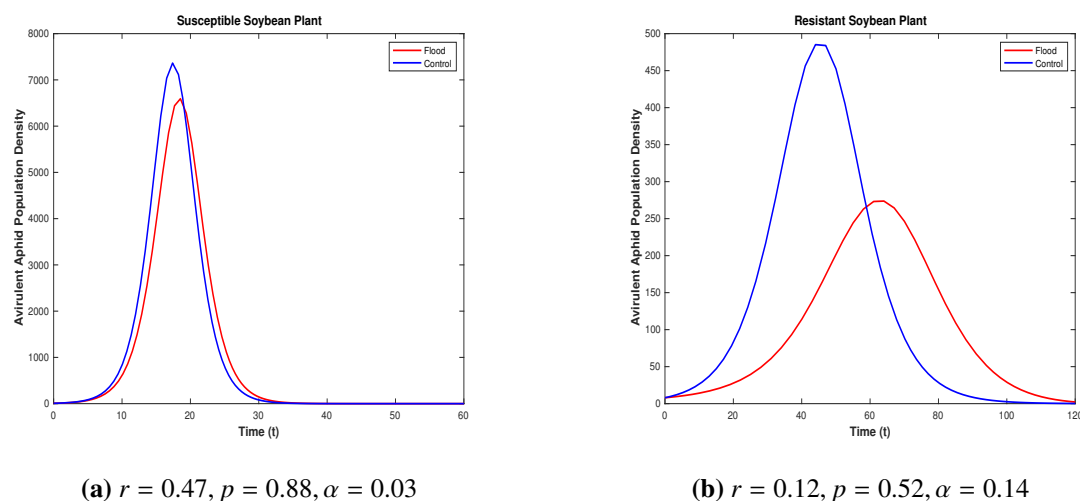 Susceptible Soybean Plant
Flood
Control
8000
7000
6000
5000
4000
3000
2000
1000
0
Avirulent Aphid Population Density
0 10 20 30 40 50 60
Time (t)
(a) r = 0.47, p = 0.88, α = 0.03
Resistant Soybean Plant
Flood
Control
500
450
400
350
300
250
200
150
100
50
0
Avirulent Aphid Population Density
0 20 40 60 80 100 120
Time (t)
(b) r = 0.12, p = 0.52, α = 0.14